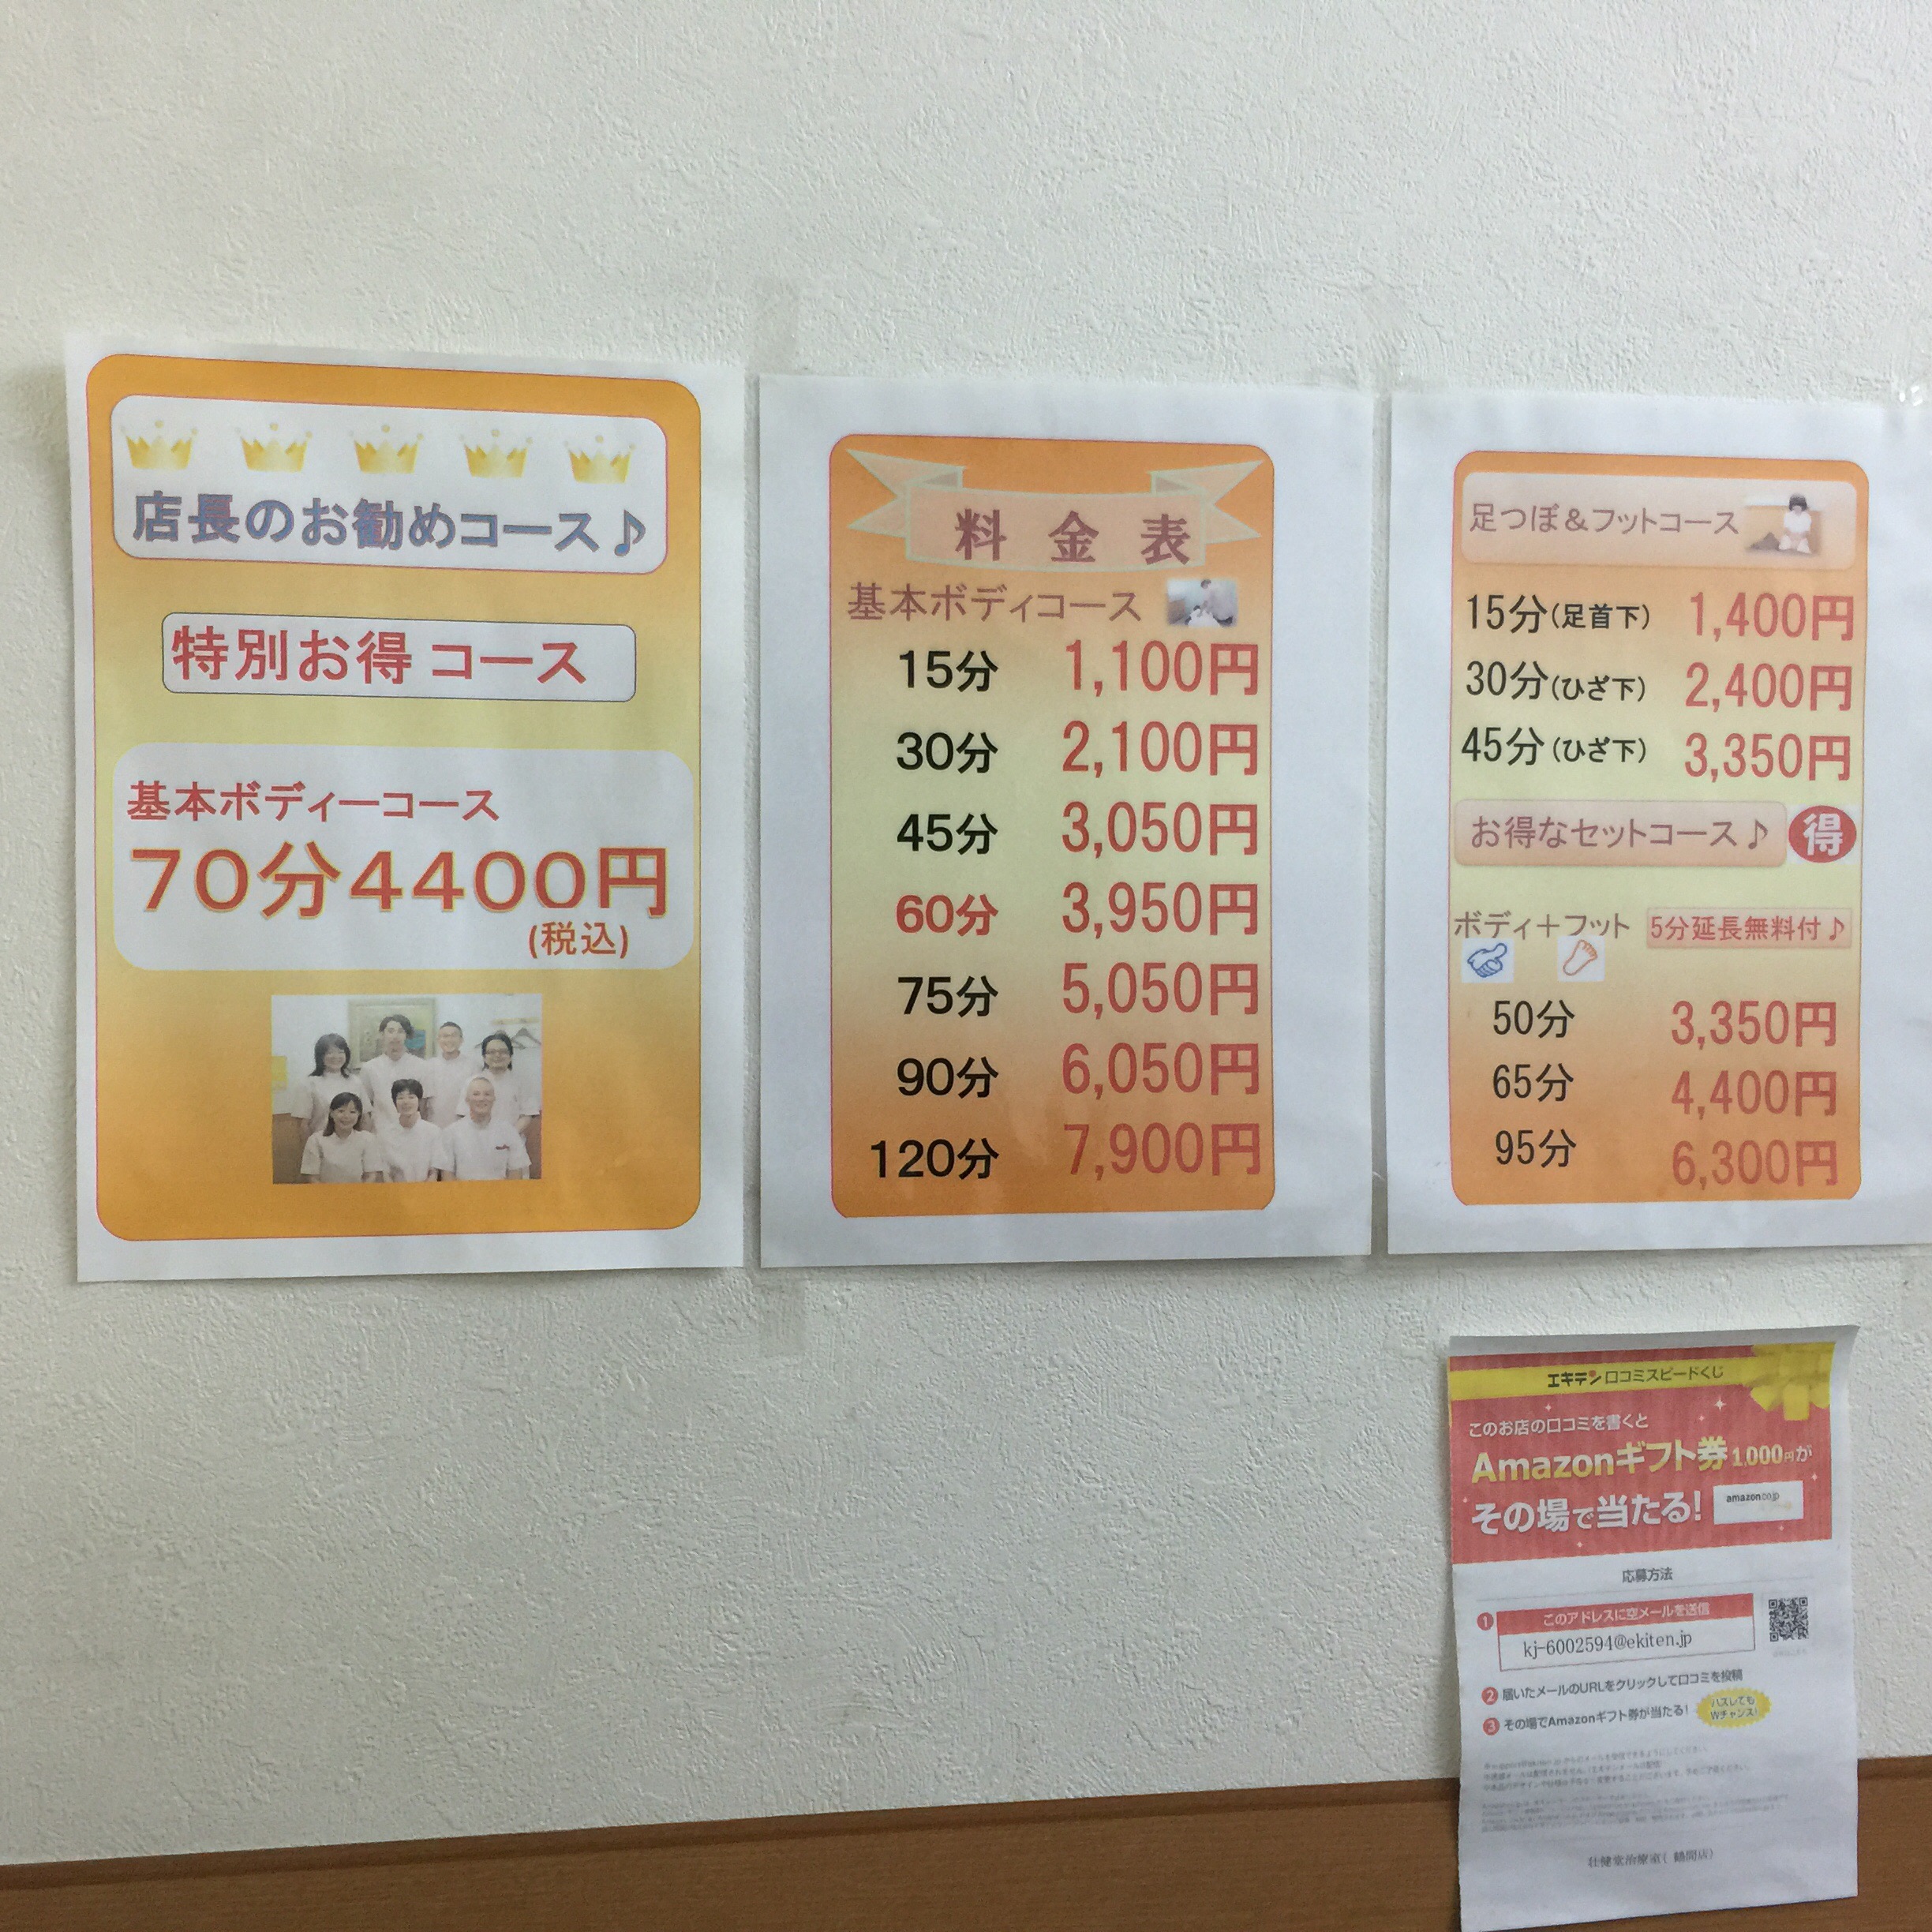 店長のお勧めコース♪
特別お得 コース
基本ボディーコース
70分4400円
(税込)
料 金 表
基本ボディコース
15分 1,100円
30分 2,100円
45分 3,050円
60分 3,950円
75分 5,050円
90分 6,050円
120分 7,900円
足つぼ＆フットコース
15分(足首下) 1,400円
30分(ひざ下) 2,400円
45分(ひざ下) 3,350円
お得なセットコース♪ 得
ボディ＋フット 5分延長無料付♪
50分 3,350円
65分 4,400円
95分 6,300円
エキテン口コミスピードくじ
このお店の口コミを書くと
Amazonギフト券1,000円が
その場で当たる!
amazon.co.jp
応募方法
1 このアドレスに空メールを送信
kj-6002594@ekiten.jp
2 届いたメールのURLをクリックして口コミを投稿
3 その場でAmazonギフト券が当たる!
ハズレても
Wチャンス!
壮健堂治療室( 鶴間店)